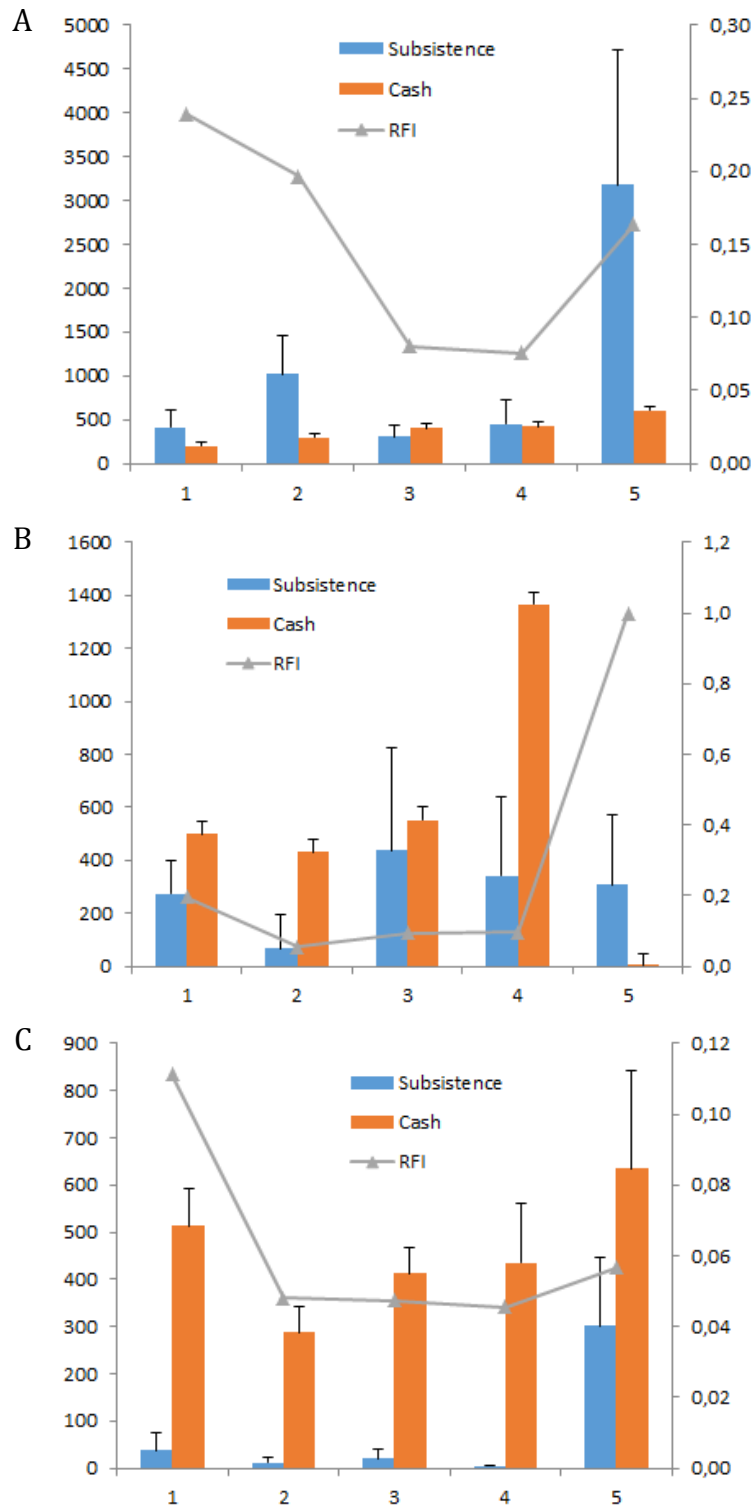 A
5000 0,30
Subsistence
4500
0,25
4000 Cash
3500 RFI 0,20
3000
2500 0,15
2000
0,10
1500
1000
0,05
500
0 0,00
1 2 3 4 5
B
1600 1,2
1400 Subsistence
1,0
1200 Cash
1000 RFI 0,8
800 0,6
600
0,4
400
200 0,2
0 0,0
1 2 3 4 5
C
900 0,12
800 Subsistence
0,10
700 Cash
600 RFI 0,08
500
0,06
400
300 0,04
200
0,02
100
0 0,00
1 2 3 4 5